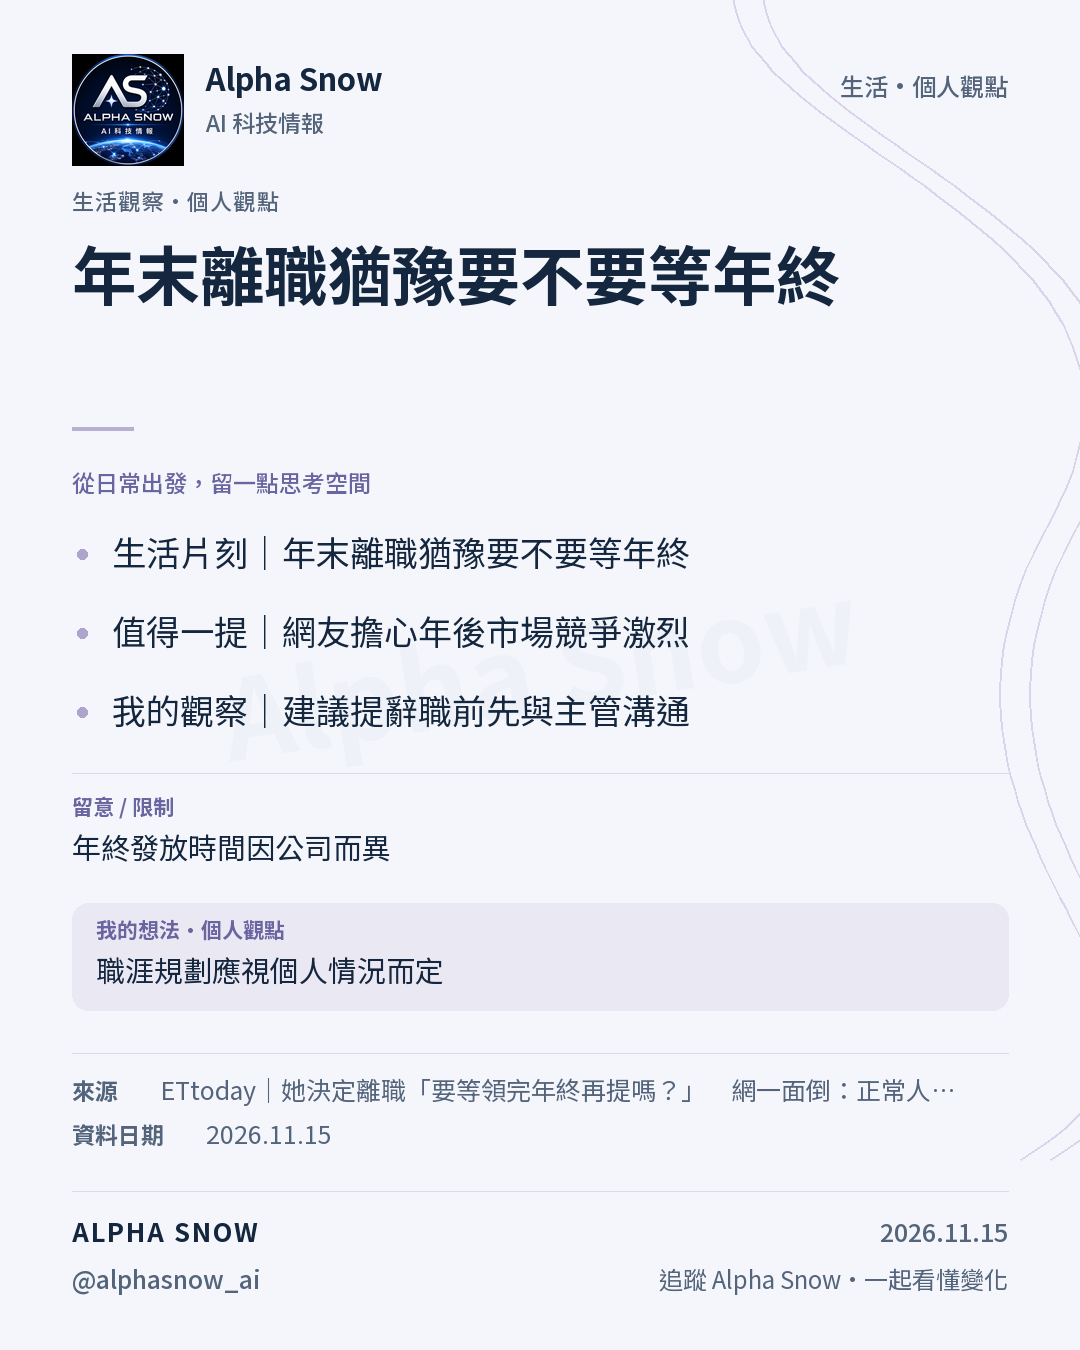 AS
ALPHA SNOW
AI 科技情報
Alpha Snow
AI 科技情報
生活・個人觀點
生活觀察・個人觀點
年末離職猶豫要不要等年終
從日常出發，留一點思考空間
生活片刻｜年末離職猶豫要不要等年終
值得一提｜網友擔心年後市場競爭激烈
我的觀察｜建議提辭職前先與主管溝通
Alpha Snow
留意 / 限制
年終發放時間因公司而異
我的想法・個人觀點
職涯規劃應視個人情況而定
來源 ETtoday｜她決定離職「要等領完年終再提嗎？」 網一面倒：正常人…
資料日期 2026.11.15
ALPHA SNOW
2026.11.15
@alphasnow_ai
追蹤 Alpha Snow・一起看懂變化